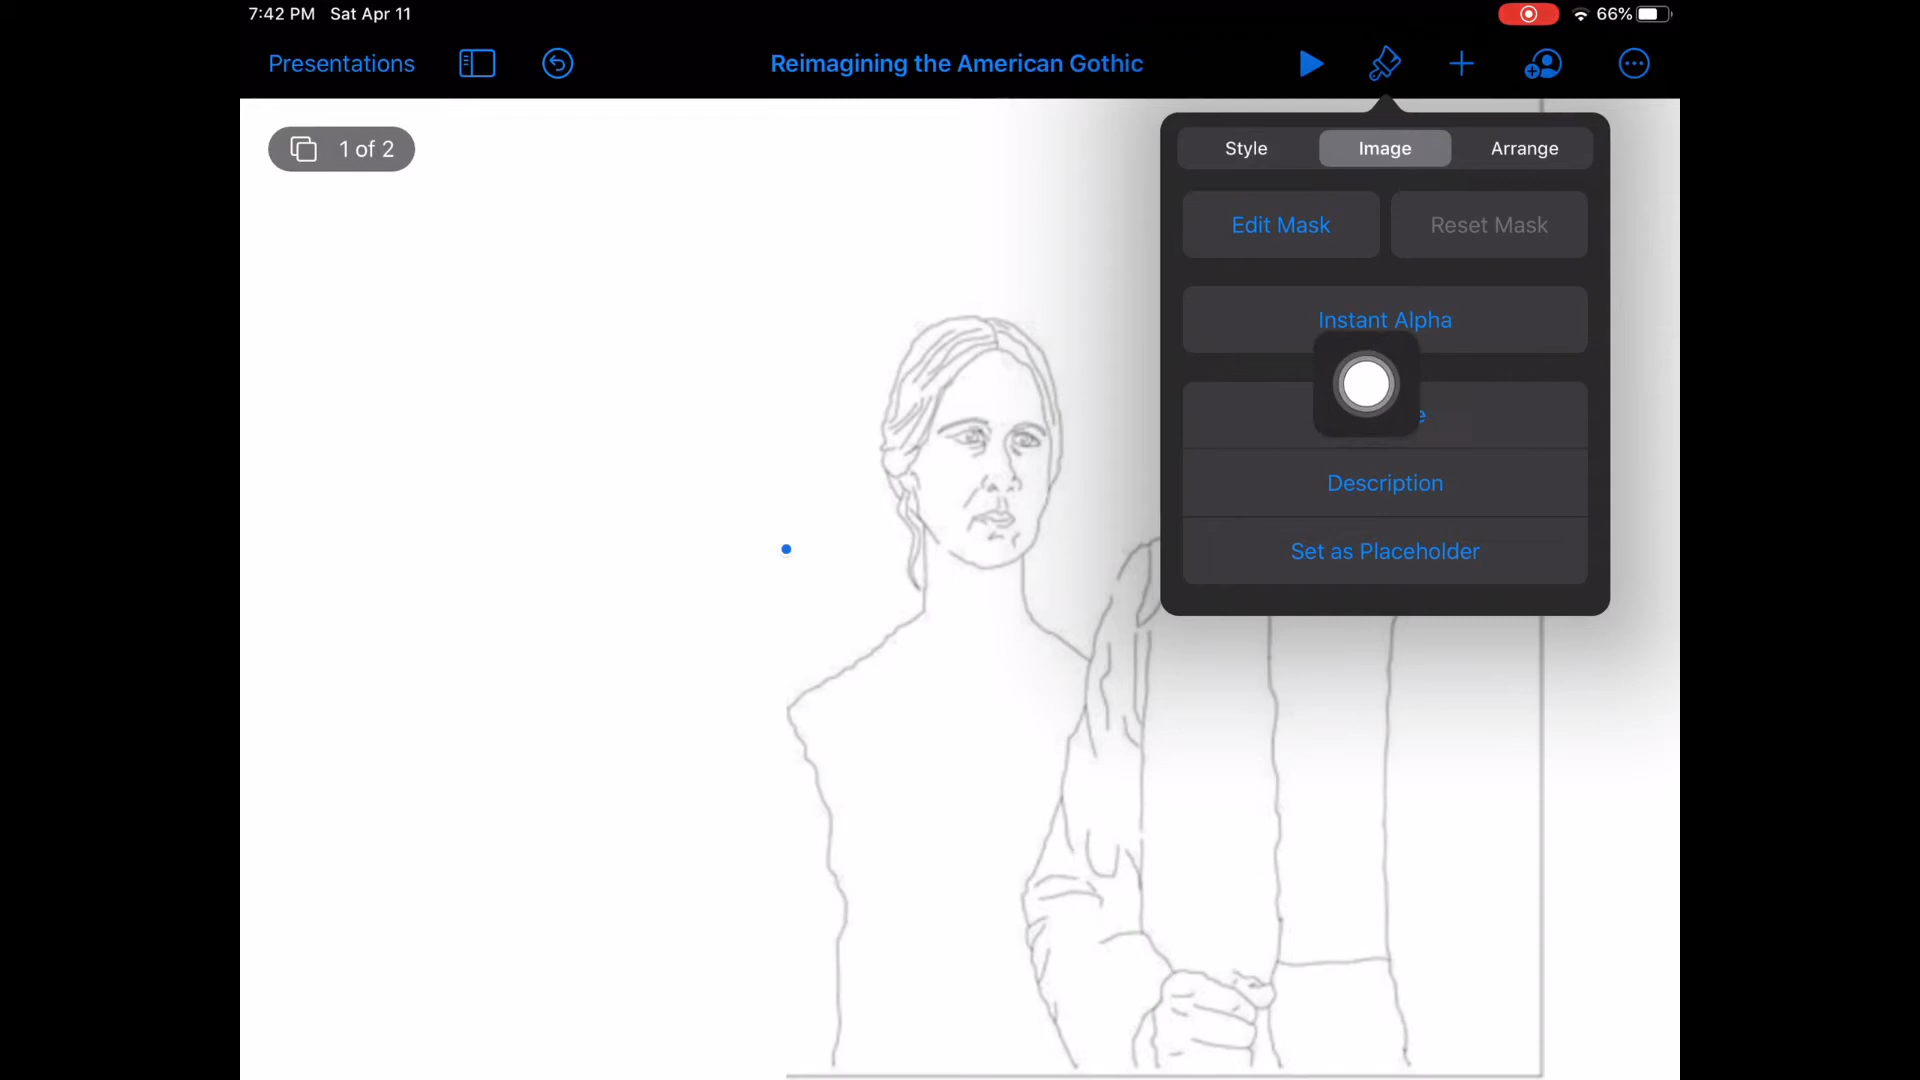 7:42 PM Sat Apr 11
66%
Presentations
Reimagining the American Gothic
1 of 2
Style
Image
Arrange
Edit Mask
Reset Mask
Instant Alpha
Description
Set as Placeholder